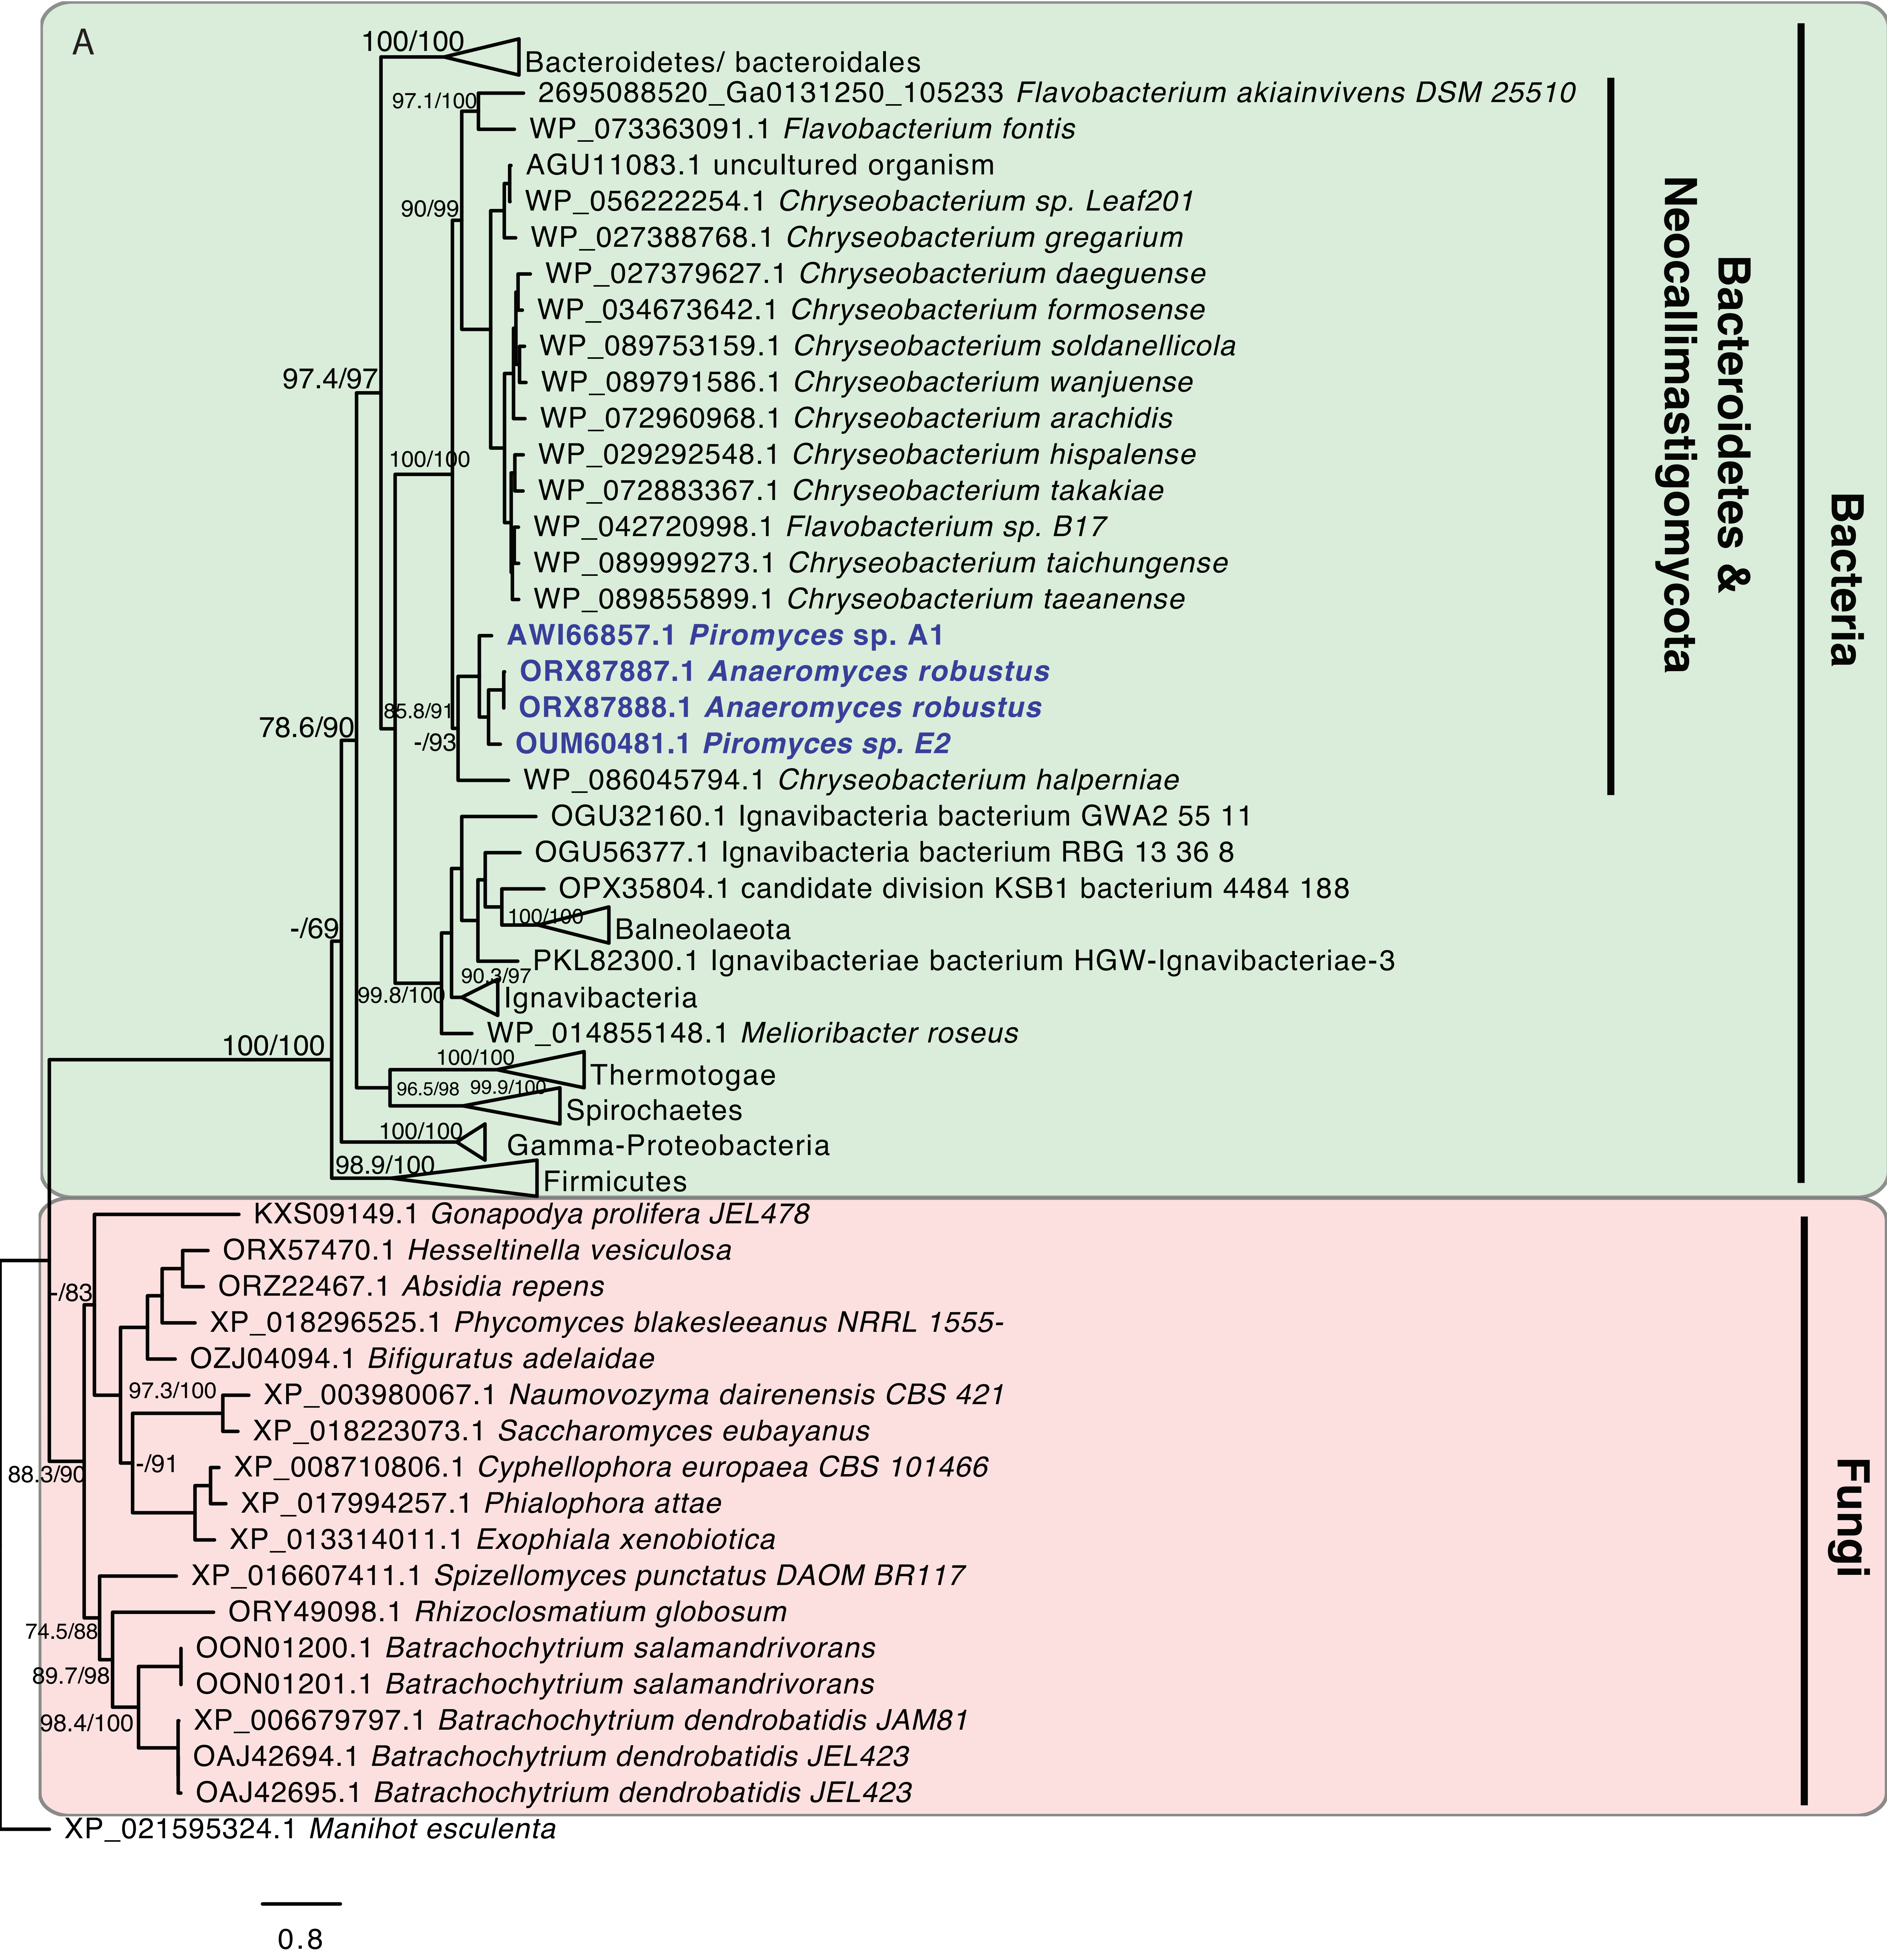 A
100/100
Bacteroidetes/ bacteroidales
97.1/100
2695088520_Ga0131250_105233 Flavobacterium akiainvivens DSM 25510
WP_073363091.1 Flavobacterium fontis
AGU11083.1 uncultured organism
90/99
WP_056222254.1 Chryseobacterium sp. Leaf201
WP_027388768.1 Chryseobacterium gregarium
WP_027379627.1 Chryseobacterium daeguense
WP_034673642.1 Chryseobacterium formosense
WP_089753159.1 Chryseobacterium soldanellicola
97.4/97
WP_089791586.1 Chryseobacterium wanjuense
WP_072960968.1 Chryseobacterium arachidis
100/100
WP_029292548.1 Chryseobacterium hispalense
WP_072883367.1 Chryseobacterium takakiae
WP_042720998.1 Flavobacterium sp. B17
WP_089999273.1 Chryseobacterium taichungense
WP_089855899.1 Chryseobacterium taeanense
AWI66857.1 Piromyces sp. A1
ORX87887.1 Anaeromyces robustus
85.8/91
ORX87888.1 Anaeromyces robustus
78.6/90
-/93
OUM60481.1 Piromyces sp. E2
WP_086045794.1 Chryseobacterium halperniae
Bacteroidetes &
Neocallimastigomycota
Bacteria
OGU32160.1 Ignavibacteria bacterium GWA2 55 11
OGU56377.1 Ignavibacteria bacterium RBG 13 36 8
OPX35804.1 candidate division KSB1 bacterium 4484 188
-/69
100/100
Balneolaeota
PKL82300.1 Ignavibacteriae bacterium HGW-Ignavibacteriae-3
90.3/97
99.8/100
Ignavibacteria
WP_014855148.1 Melioribacter roseus
100/100
100/100
Thermotogae
96.5/98
99.9/100
Spirochaetes
100/100
Gamma-Proteobacteria
98.9/100
Firmicutes
KXS09149.1 Gonapodya prolifera JEL478
ORX57470.1 Hesseltinella vesiculosa
-/83
ORZ22467.1 Absidia repens
XP_018296525.1 Phycomyces blakesleeanus NRRL 1555-
OZJ04094.1 Bifiguratus adelaidae
97.3/100
XP_003980067.1 Naumovozyma dairenensis CBS 421
XP_018223073.1 Saccharomyces eubayanus
88.3/90
-/91
XP_008710806.1 Cyphellophora europaea CBS 101466
XP_017994257.1 Phialophora attae
XP_013314011.1 Exophiala xenobiotica
XP_016607411.1 Spizellomyces punctatus DAOM BR117
ORY49098.1 Rhizoclosmatium globosum
74.5/88
OON01200.1 Batrachochytrium salamandrivorans
89.7/98
OON01201.1 Batrachochytrium salamandrivorans
98.4/100
XP_006679797.1 Batrachochytrium dendrobatidis JAM81
OAJ42694.1 Batrachochytrium dendrobatidis JEL423
OAJ42695.1 Batrachochytrium dendrobatidis JEL423
Fungi
XP_021595324.1 Manihot esculenta
0.8